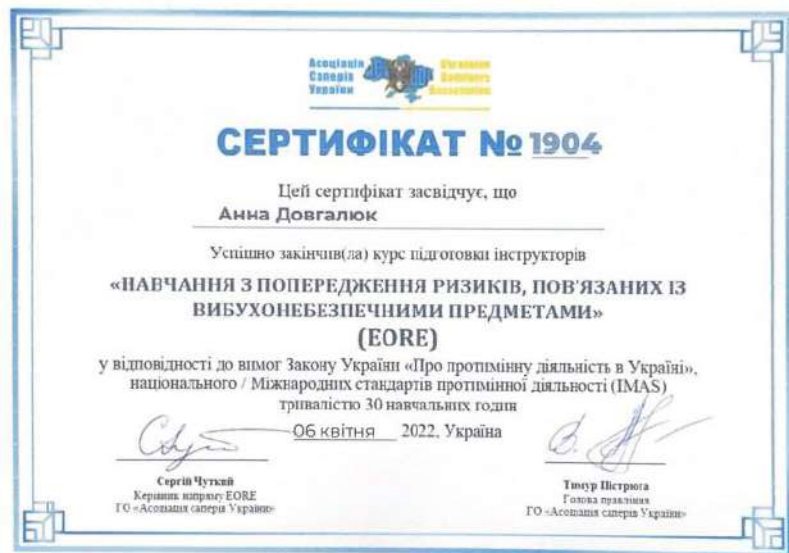 Асоціація
Саперів
України
Ukrainian
Deminers
Association
СЕРТИФІКАТ № 1904
Цей сертифікат засвідчує, що
Анна Довгалюк
Успішно закінчив(ла) курс підготовки інструкторів
«НАВЧАННЯ З ПОПЕРЕДЖЕННЯ РИЗИКІВ, ПОВ'ЯЗАНИХ ІЗ
ВИБУХОНЕБЕЗПЕЧНИМИ ПРЕДМЕТАМИ»
(EORE)
у відповідності до вимог Закону України «Про протимінну діяльність в Україні»,
національного / Міжнародних стандартів протимінної діяльності (IMAS)
тривалістю 30 навчальних годин
06 квітня 2022, Україна
Сергій Чуткий
Керівник напряму EORE
ГО «Асоціація саперів України»
Тимур Пістрюга
Голова правління
ГО «Асоціація саперів України»